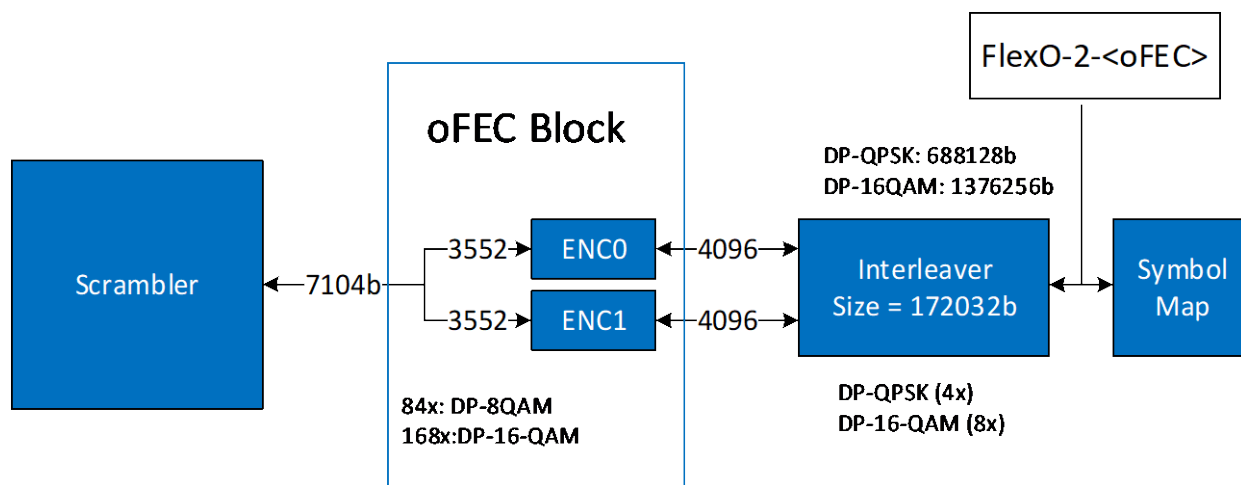 FlexO-2-<oFEC>
oFEC Block
DP-QPSK: 688128b
DP-16QAM: 1376256b
Scrambler
7104b
3552
ENC0
4096
3552
ENC1
4096
Interleaver
Size = 172032b
Symbol
Map
84x: DP-8QAM
168x:DP-16-QAM
DP-QPSK (4x)
DP-16-QAM (8x)